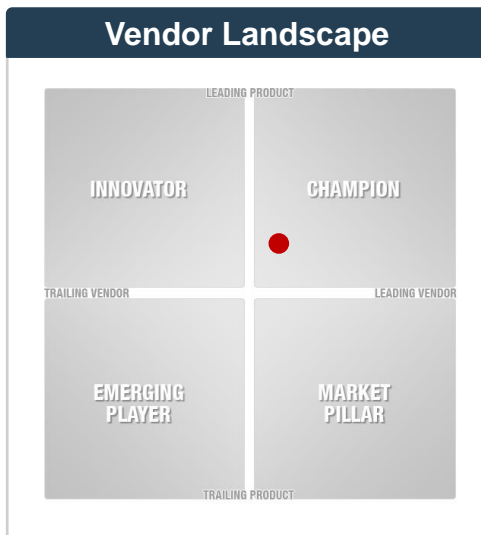 Vendor Landscape
LEADING PRODUCT
INNOVATOR
CHAMPION
TRAILING VENDOR
LEADING VENDOR
EMERGING
PLAYER
MARKET
PILLAR
TRAILING PRODUCT